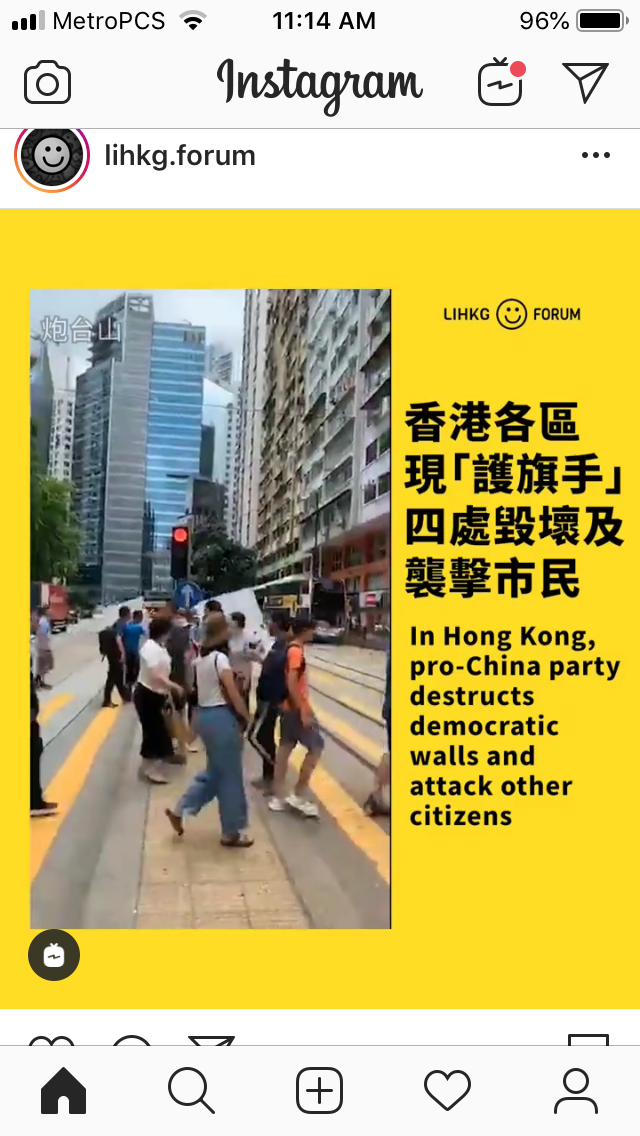 MetroPCS 11:14 AM 96%
Instagram
lihkg.forum
炮台山
LIHKG FORUM
香港各區
現「護旗手」
四處毀壞及
襲擊市民
In Hong Kong,
pro-China party
destructs
democratic
walls and
attack other
citizens